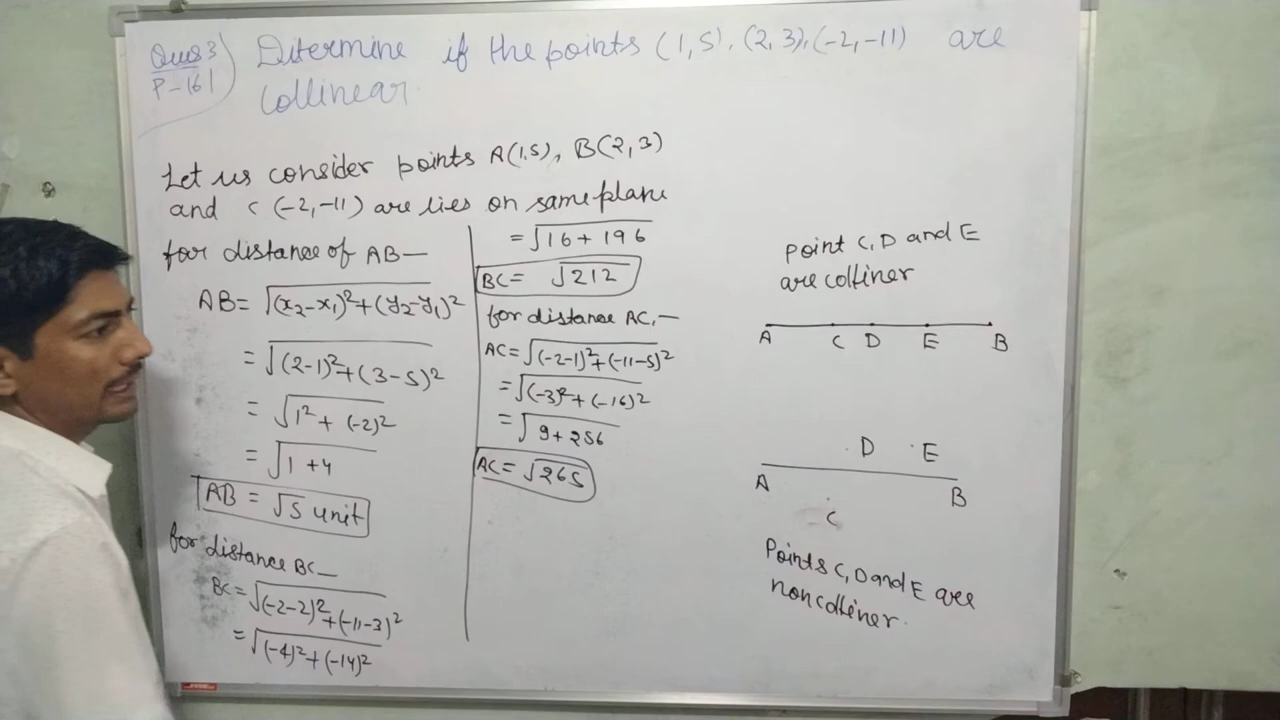 Ques 3
P-161
Ditermine if the points (1,5), (2,3), (-2,-11) are
collinear.
Let us consider points A(1,5), B(2,3)
and C (-2,-11) are lies on same plane
for distance of AB—
AB= √(x₂-x₁)²+(y₂-y₁)²
= √(2-1)²+(3-5)²
= √1²+(-2)²
= √1+4
AB = √5 unit
for distance BC—
BC= √(-2-2)²+(-11-3)²
= √(-4)²+(-14)²
= √16+196
BC= √212
for distance AC,—
AC= √(-2-1)²+(-11-5)²
= √(-3)²+(-16)²
= √9+256
AC= √265
point C, D and E
are colliner
A C D E B
D E
A B
C
Points C, D and E are
noncolliner.